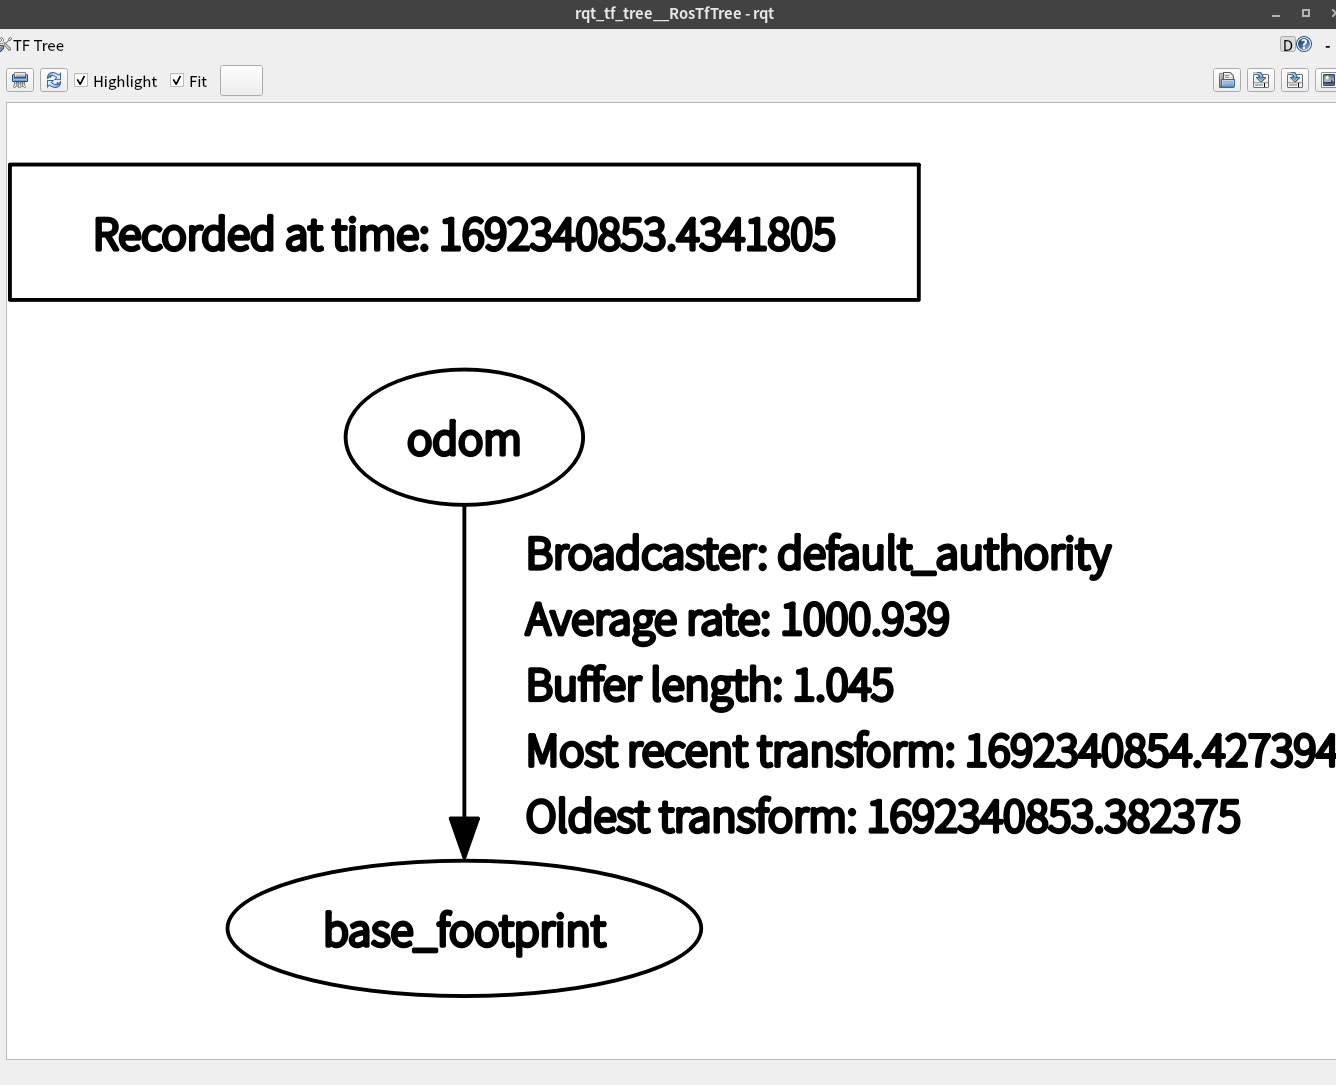 rqt_tf_tree__RosTfTree - rqt
TF Tree
D
Highlight
Fit
Recorded at time: 1692340853.4341805
odom
Broadcaster: default_authority
Average rate: 1000.939
Buffer length: 1.045
Most recent transform: 1692340854.427394
Oldest transform: 1692340853.382375
base_footprint